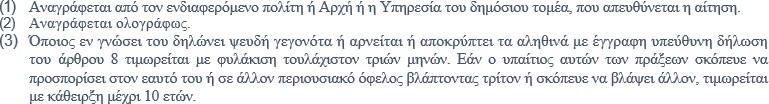 (1) Αναγράφεται από τον ενδιαφερόμενο πολίτη ή Αρχή ή η Υπηρεσία του δημόσιου τομέα, που απευθύνεται η αίτηση.
(2) Αναγράφεται ολογράφως.
(3) Όποιος εν γνώσει του δηλώνει ψευδή γεγονότα ή αρνείται ή αποκρύπτει τα αληθινά με έγγραφη υπεύθυνη δήλωση
του άρθρου 8 τιμωρείται με φυλάκιση τουλάχιστον τριών μηνών. Εάν ο υπαίτιος αυτών των πράξεων σκόπευε να
προσπορίσει στον εαυτό του ή σε άλλον περιουσιακό όφελος βλάπτοντας τρίτον ή σκόπευε να βλάψει άλλον, τιμωρείται
με κάθειρξη μέχρι 10 ετών.